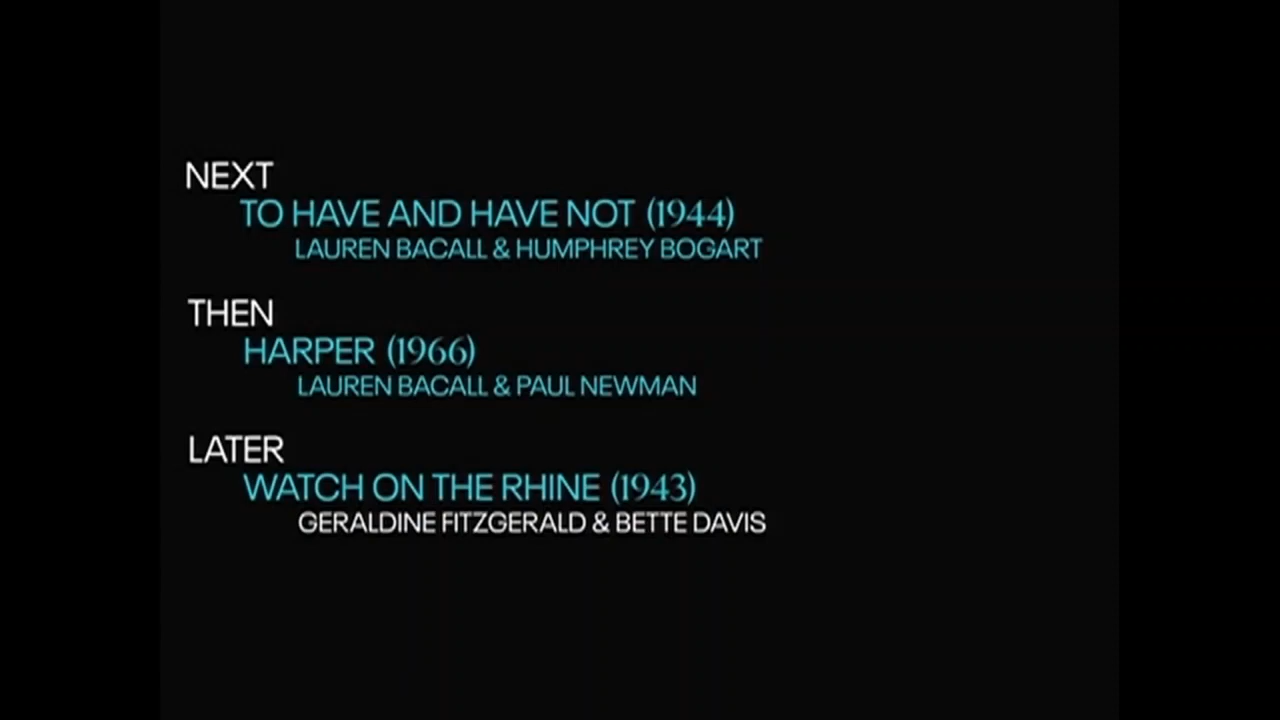 NEXT
TO HAVE AND HAVE NOT (1944)
LAUREN BACALL & HUMPHREY BOGART
THEN
HARPER (1966)
LAUREN BACALL & PAUL NEWMAN
LATER
WATCH ON THE RHINE (1943)
GERALDINE FITZGERALD & BETTE DAVIS